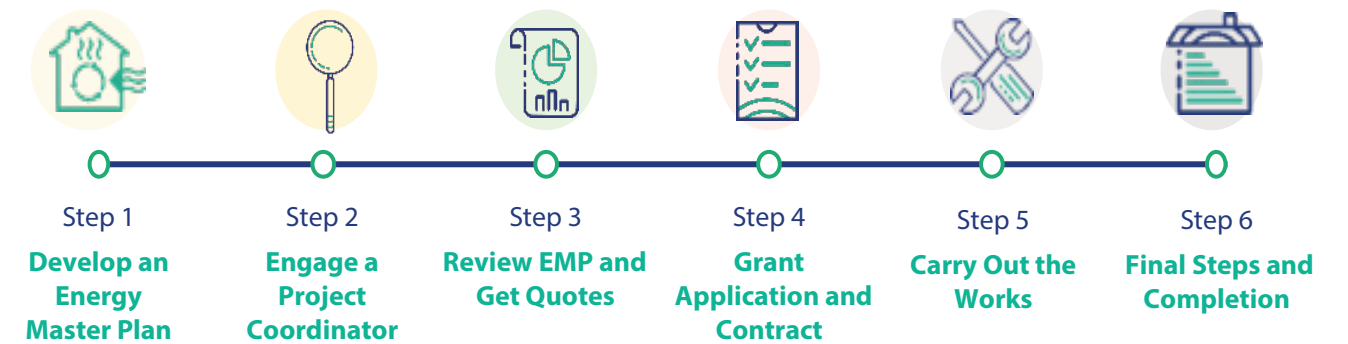 Step 1
Develop an
Energy
Master Plan
Step 2
Engage a
Project
Coordinator
Step 3
Review EMP and
Get Quotes
Step 4
Grant
Application and
Contract
Step 5
Carry Out the
Works
Step 6
Final Steps and
Completion